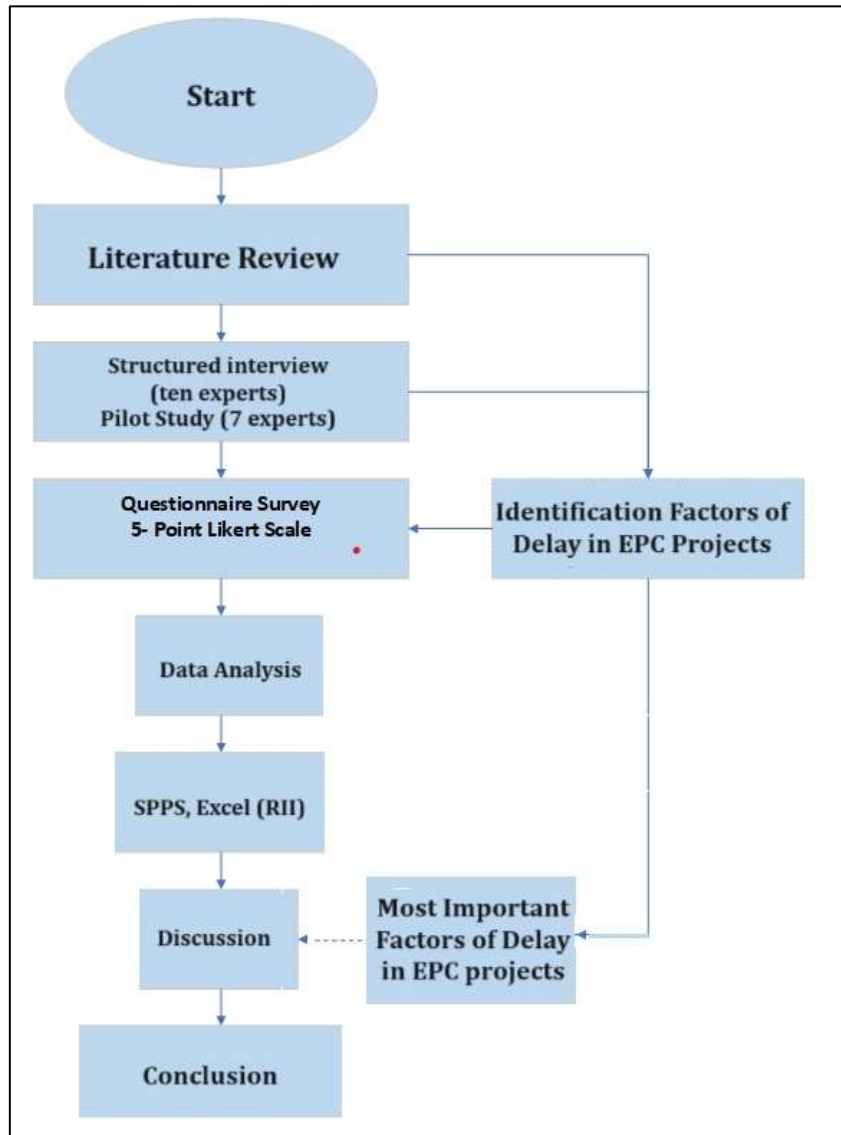 Start
Literature Review
Structured interview
(ten experts)
Pilot Study (7 experts)
Questionnaire Survey
5- Point Likert Scale
Identification Factors of
Delay in EPC Projects
Data Analysis
SPPS, Excel (RII)
Discussion
Most Important
Factors of Delay
in EPC projects
Conclusion